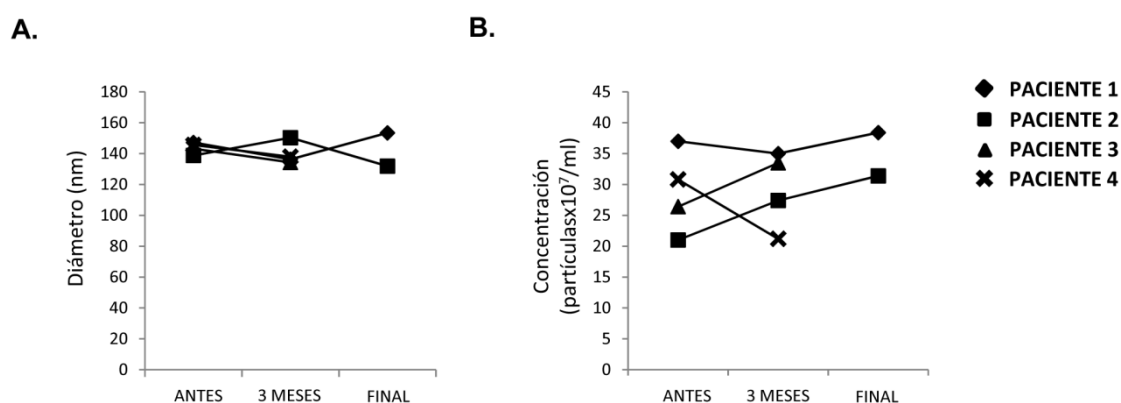 A.
Diámetro (nm)
180
160
140
120
100
80
60
40
20
0
ANTES 3 MESES FINAL
B.
Concentración
(partículasx10⁷/ml)
45
40
35
30
25
20
15
10
5
0
ANTES 3 MESES FINAL
PACIENTE 1
PACIENTE 2
PACIENTE 3
PACIENTE 4